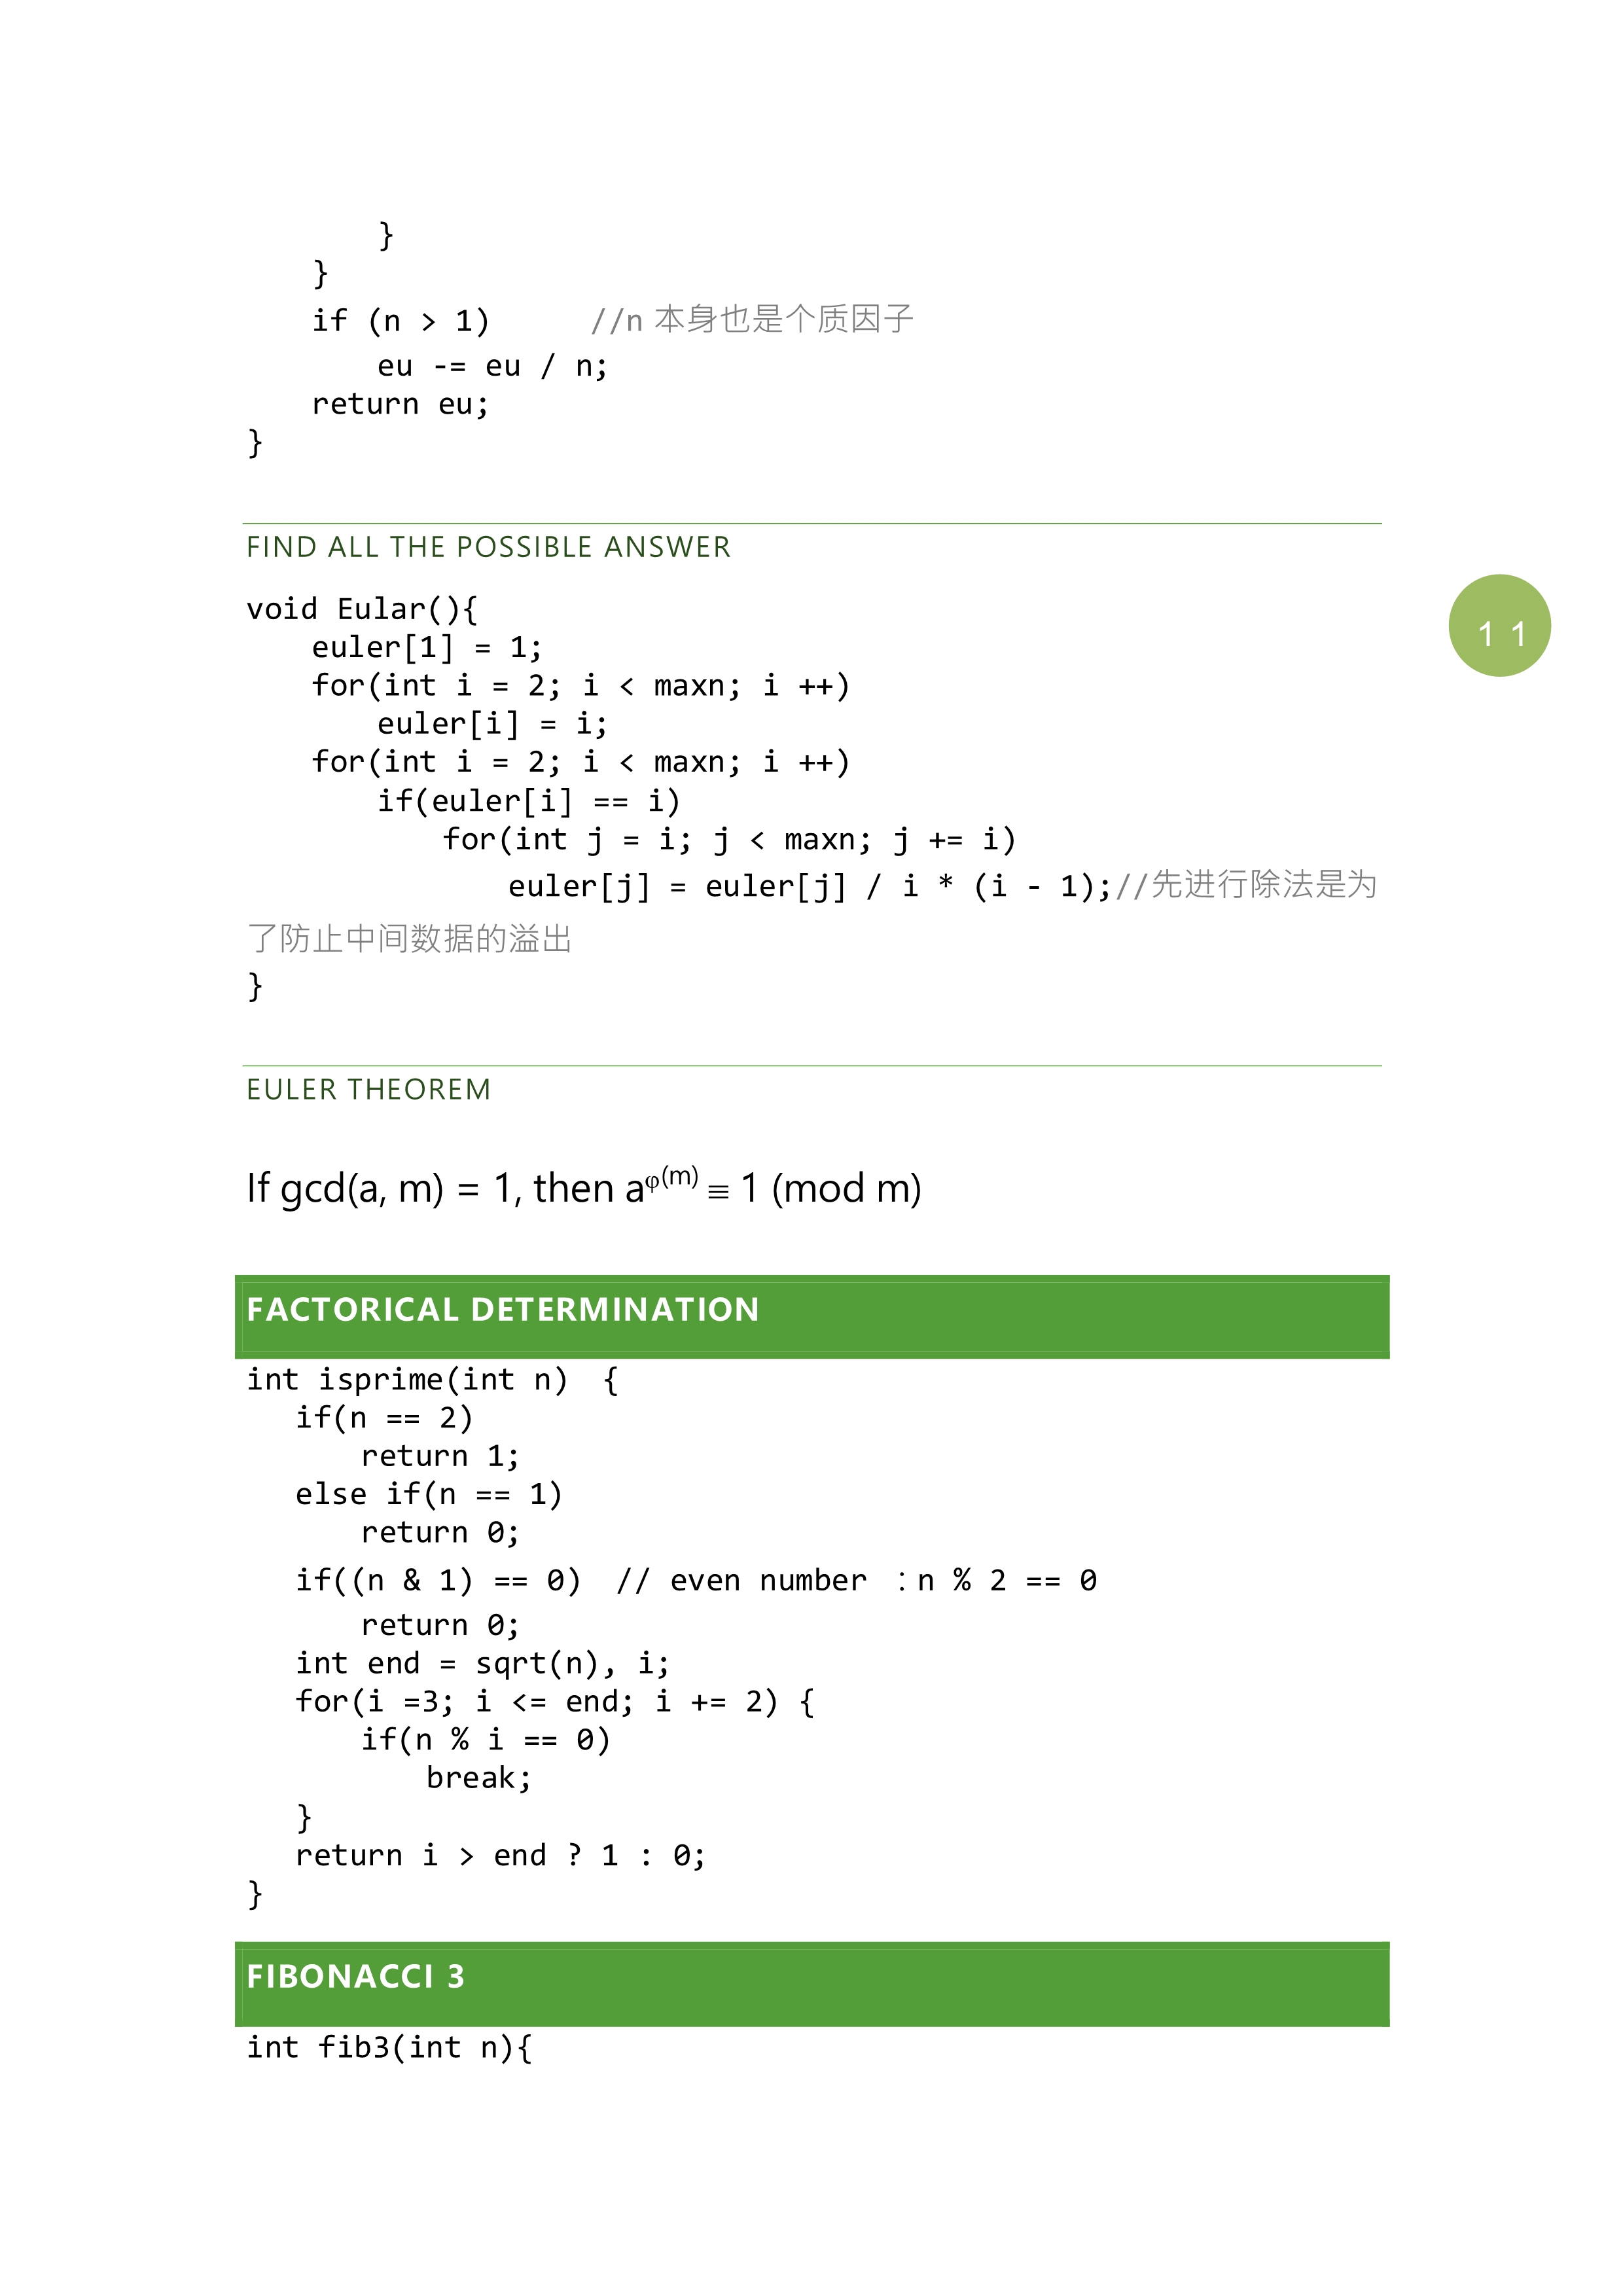 }
}
if (n > 1) //n 本身也是个质因子
eu -= eu / n;
return eu;
}
FIND ALL THE POSSIBLE ANSWER
void Eular(){
euler[1] = 1;
for(int i = 2; i < maxn; i ++)
euler[i] = i;
for(int i = 2; i < maxn; i ++)
if(euler[i] == i)
for(int j = i; j < maxn; j += i)
euler[j] = euler[j] / i * (i - 1);//先进行除法是为
了防止中间数据的溢出
}
11
EULER THEOREM
If gcd(a, m) = 1, then a^φ(m) ≡ 1 (mod m)
FACTORICAL DETERMINATION
int isprime(int n) {
if(n == 2)
return 1;
else if(n == 1)
return 0;
if((n & 1) == 0) // even number ：n % 2 == 0
return 0;
int end = sqrt(n), i;
for(i =3; i <= end; i += 2) {
if(n % i == 0)
break;
}
return i > end ? 1 : 0;
}
FIBONACCI 3
int fib3(int n){